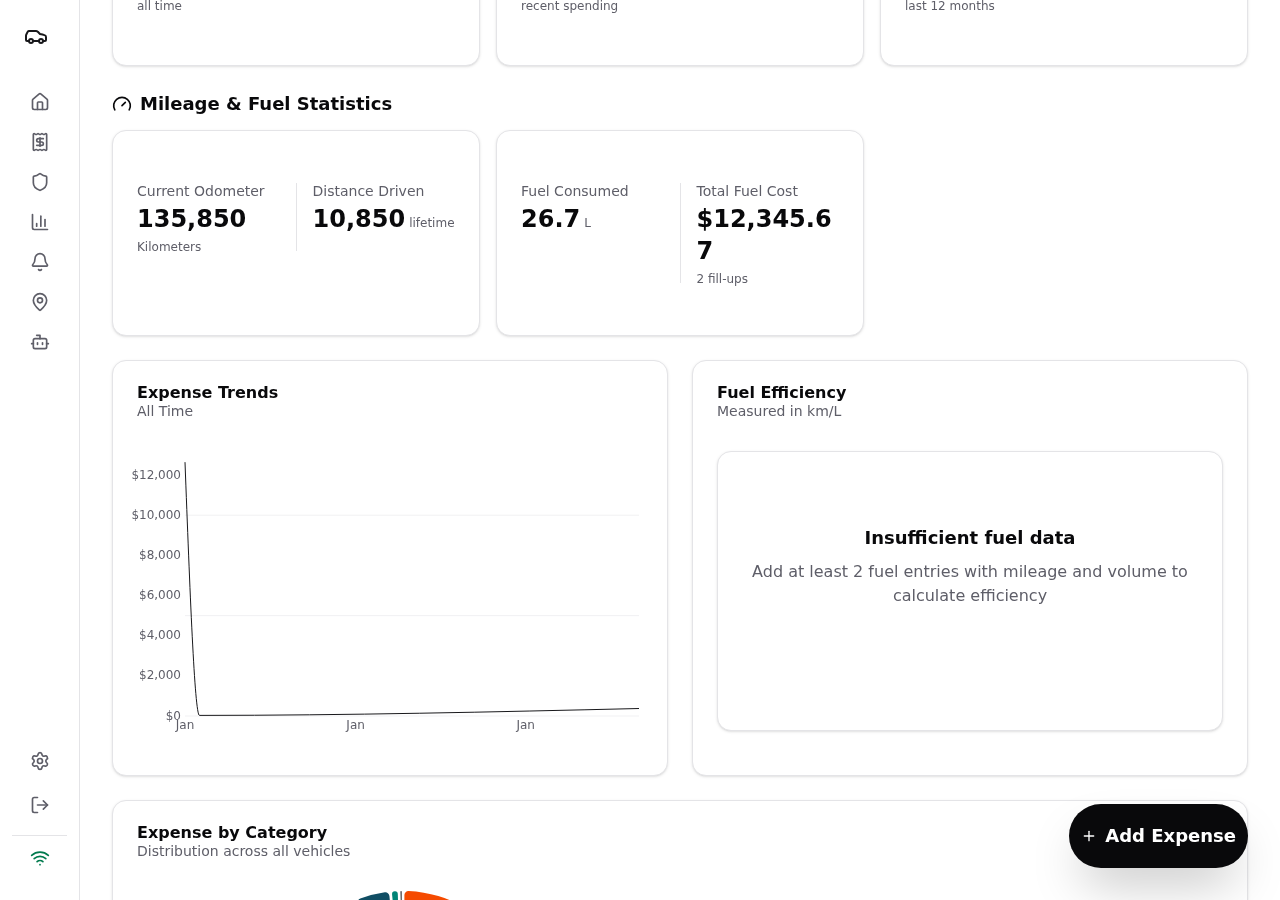 all time
recent spending
last 12 months
Mileage & Fuel Statistics
Current Odometer
135,850
Kilometers
Distance Driven
10,850 lifetime
Fuel Consumed
26.7 L
Total Fuel Cost
$12,345.6
7
2 fill-ups
Expense Trends
All Time
$12,000
$10,000
$8,000
$6,000
$4,000
$2,000
$0
Jan
Jan
Jan
Fuel Efficiency
Measured in km/L
Insufficient fuel data
Add at least 2 fuel entries with mileage and volume to
calculate efficiency
Expense by Category
Distribution across all vehicles
+ Add Expense